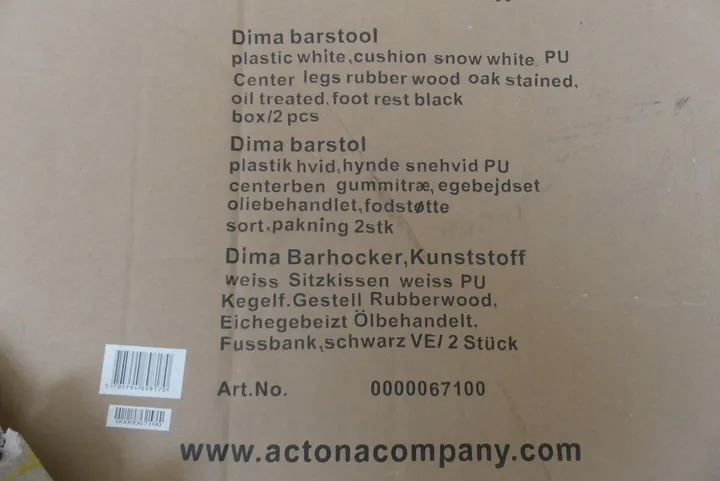 Dima barstool
plastic white,cushion snow white, PU
Center legs rubber wood oak stained,
oil treated,foot rest black
box/2 pcs
Dima barstol
plastik hvid,hynde snehvid PU
centerben gummitræ,egebejdset
oliebehandlet,fodstøtte
sort,pakning 2stk
Dima Barhocker,Kunststoff
weiss Sitzkissen weiss PU
Kegelf.Gestell Rubberwood,
Eichegebeizt Ölbehandelt,
Fussbank,schwarz VE/ 2 Stück
Art.No. 0000067100
0000067100
www.actonacompany.com